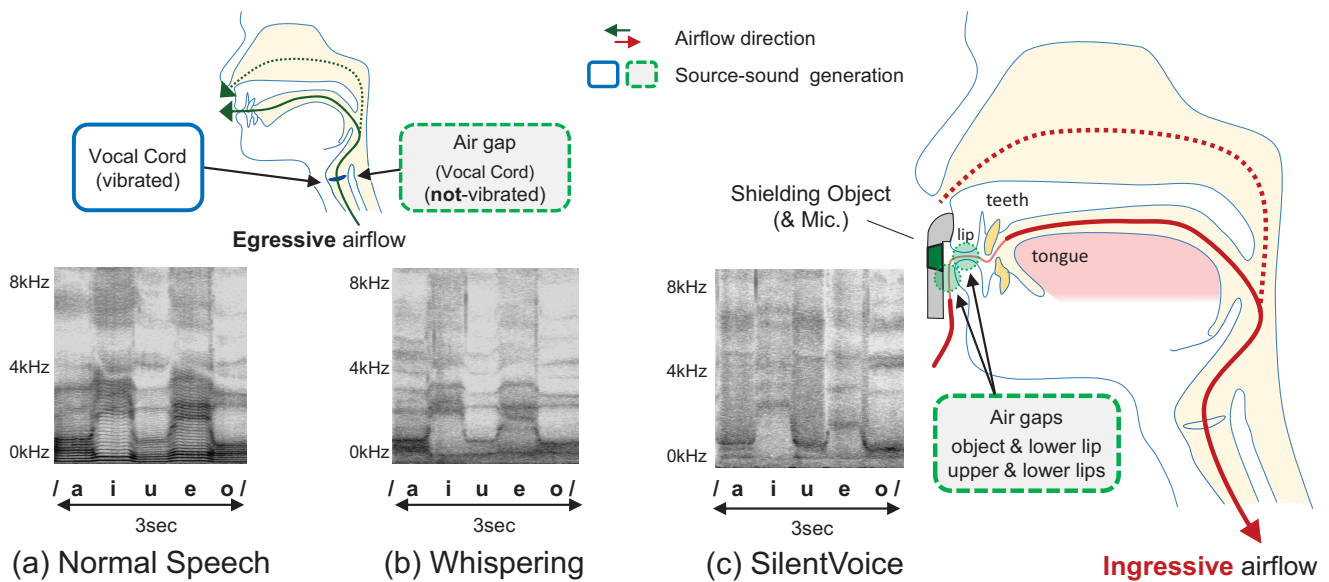 Airflow direction
Source-sound generation
Vocal Cord
(vibrated)
Air gap
(Vocal Cord)
(not-vibrated)
Egressive airflow
Shielding Object
(& Mic.)
teeth
lip
tongue
8kHz
4kHz
0kHz
/ a i u e o /
3sec
(a) Normal Speech
8kHz
4kHz
0kHz
/ a i u e o /
3sec
(b) Whispering
8kHz
4kHz
0kHz
/ a i u e o /
3sec
(c) SilentVoice
Air gaps
object & lower lip
upper & lower lips
Ingressive airflow